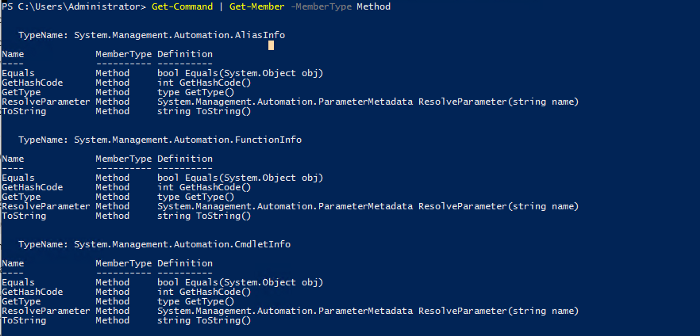 PS C:\Users\Administrator> Get-Command | Get-Member -MemberType Method
TypeName: System.Management.Automation.AliasInfo
Name MemberType Definition
---- ---------- ----------
Equals Method bool Equals(System.Object obj)
GetHashCode Method int GetHashCode()
GetType Method type GetType()
ResolveParameter Method System.Management.Automation.ParameterMetadata ResolveParameter(string name)
ToString Method string ToString()
TypeName: System.Management.Automation.FunctionInfo
Name MemberType Definition
---- ---------- ----------
Equals Method bool Equals(System.Object obj)
GetHashCode Method int GetHashCode()
GetType Method type GetType()
ResolveParameter Method System.Management.Automation.ParameterMetadata ResolveParameter(string name)
ToString Method string ToString()
TypeName: System.Management.Automation.CmdletInfo
Name MemberType Definition
---- ---------- ----------
Equals Method bool Equals(System.Object obj)
GetHashCode Method int GetHashCode()
GetType Method type GetType()
ResolveParameter Method System.Management.Automation.ParameterMetadata ResolveParameter(string name)
ToString Method string ToString()